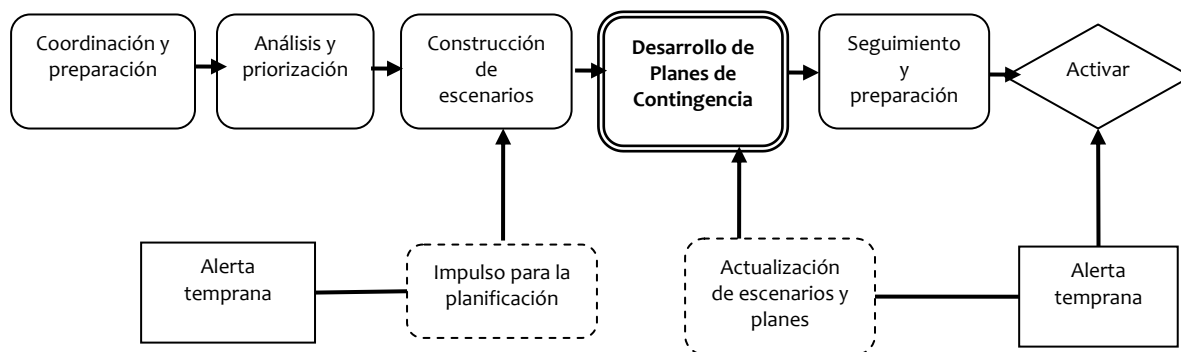 Coordinación y
preparación
Análisis y
priorización
Construcción
de
escenarios
Desarrollo de
Planes de
Contingencia
Seguimiento
y
preparación
Activar
Alerta
temprana
Impulso para la
planificación
Actualización
de escenarios y
planes
Alerta
temprana